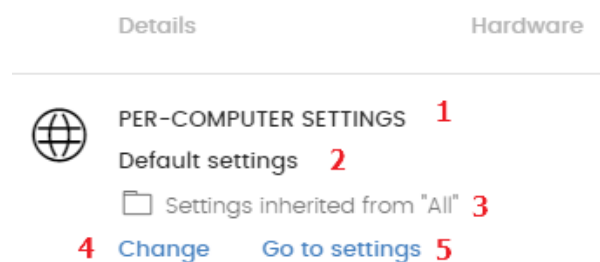 Details Hardware
PER-COMPUTER SETTINGS 1
Default settings 2
Settings inherited from "All" 3
4 Change Go to settings 5